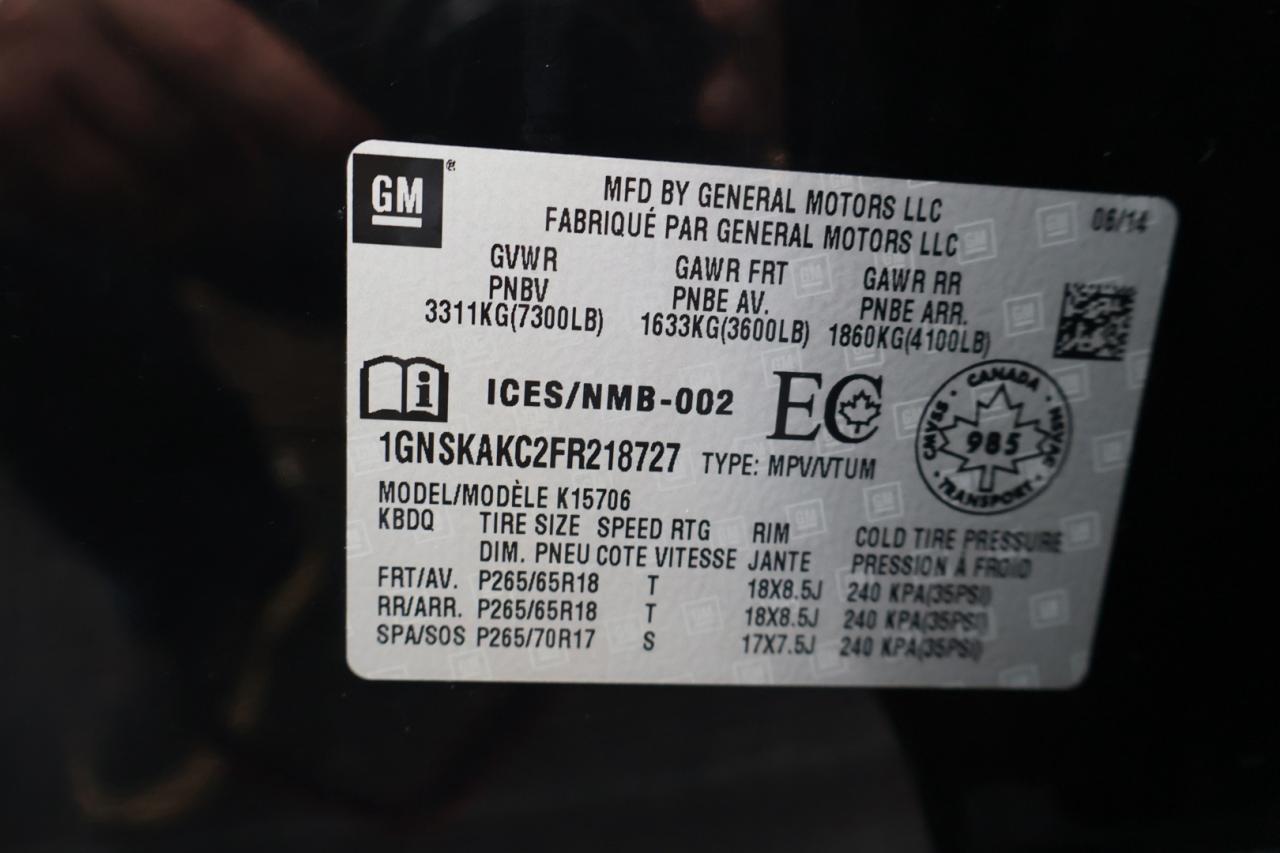 GM
MFD BY GENERAL MOTORS LLC
06/14
FABRIQUÉ PAR GENERAL MOTORS LLC
GVWR GAWR FRT GAWR RR
PNBV PNBE AV. PNBE ARR.
3311KG(7300LB) 1633KG(3600LB) 1860KG(4100LB)
ICES/NMB-002 EC
CANADA
CMVSS 985 NSVAC
TRANSPORT
1GNSKAKC2FR218727 TYPE: MPV/VTUM
MODEL/MODÈLE K15706
KBDQ TIRE SIZE SPEED RTG RIM COLD TIRE PRESSURE
DIM. PNEU COTE VITESSE JANTE PRESSION À FROID
FRT/AV. P265/65R18 T 18X8.5J 240 KPA(35PSI)
RR/ARR. P265/65R18 T 18X8.5J 240 KPA(35PSI)
SPA/SOS P265/70R17 S 17X7.5J 240 KPA(35PSI)